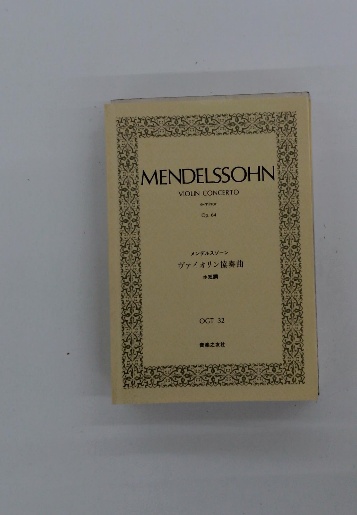 MENDELSSOHN
VIOLIN CONCERTO
Op. 64
メンデルスゾーン
ヴァイオリン協奏曲
ホ短調
OGT 32
音楽之友社